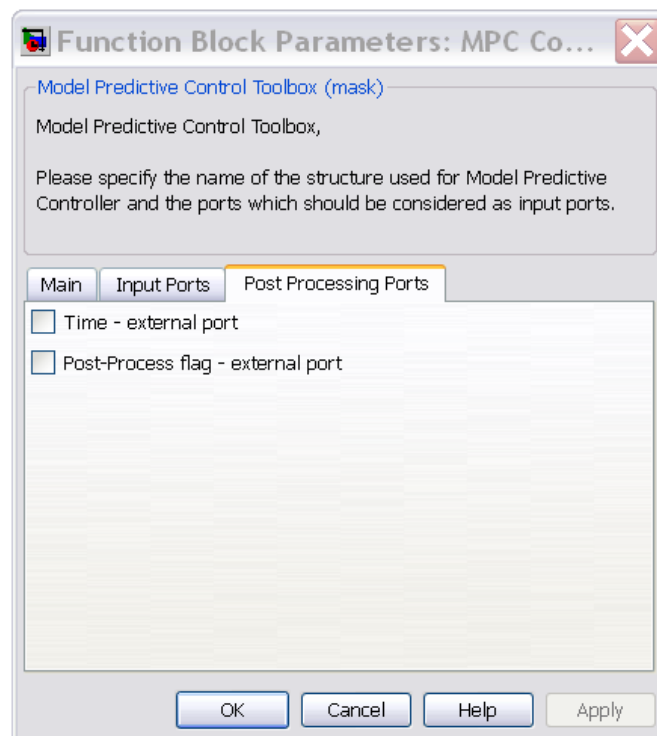 Function Block Parameters: MPC Co...
Model Predictive Control Toolbox (mask)
Model Predictive Control Toolbox,
Please specify the name of the structure used for Model Predictive
Controller and the ports which should be considered as input ports.
Main Input Ports Post Processing Ports
Time - external port
Post-Process flag - external port
OK Cancel Help Apply